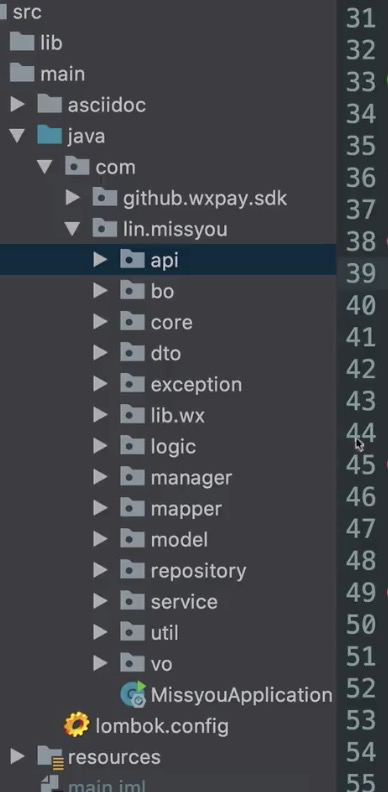 src
lib
main
asciidoc
java
com
github.wxpay.sdk
lin.missyou
api
bo
core
dto
exception
lib.wx
logic
manager
mapper
model
repository
service
util
vo
MissyouApplication
lombok.config
resources
main.iml
31
32
33
34
35
36
37
38
39
40
41
42
43
44
45
46
47
48
49
50
51
52
53
54
55